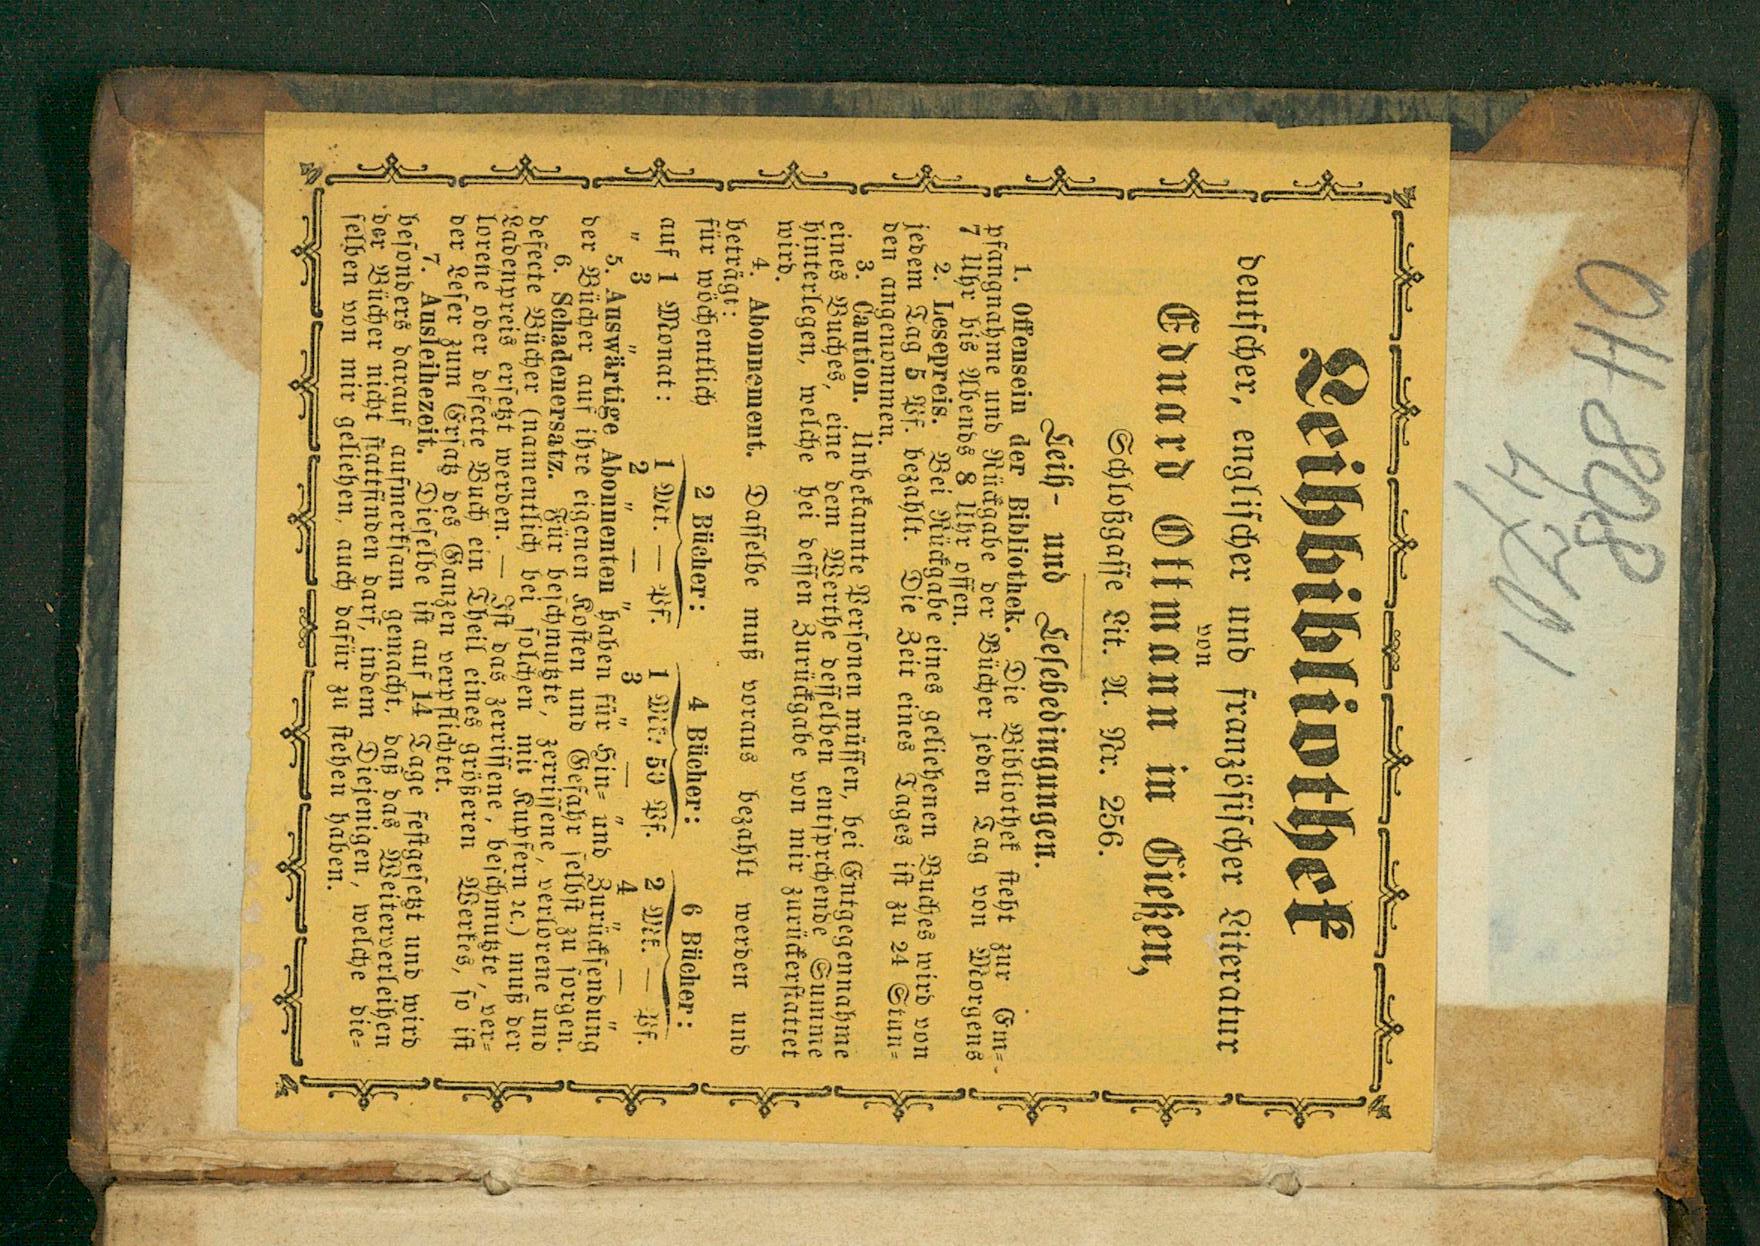 OH 898
Leihbibliothek
deutscher, englischer und französischer Literatur
von
Eduard Ottmann in Gießen,
Schloßgasse Lit. A. Nr. 256.
Leih- und Lesebedingungen.
1. Offensein der Bibliothek. Die Bibliothek steht zur Em-
pfangnahme und Rückgabe der Bücher jeden Tag von Morgens
7 Uhr bis Abends 8 Uhr offen.
2. Lesepreis. Bei Rückgabe eines geliehenen Buches wird von
jedem Tag 5 Pf. bezahlt. Die Zeit eines Tages ist zu 24 Stun-
den angenommen.
3. Caution. Unbekannte Personen müssen, bei Entgegennahme
eines Buches, eine dem Werthe desselben entsprchende Summe
hinterlegen, welche bei dessen Zurückgabe von mir zurückerstattet
wird.
4. Abonnement. Dasselbe muß voraus bezahlt werden und
beträgt:
für wöchentlich 2 Bücher: 4 Bücher: 6 Bücher:
auf 1 Monat: 1 Mk. — Pf. 1 Mk. 50 Pf. 2 Mk. — Pf.
" 3 " 2 " — " 3 " — " 4 " — "
5. Auswärtige Abonnenten haben für Hin- und Zurücksendung
der Bücher auf ihre eigenen Kosten und Gefahr selbst zu sorgen.
6. Schadenersatz. Für beschmutzte, zerrissene, verlorene und
defecte Bücher (namentlich bei solchen mit Kupfern ꝛc.) muß der
Ladenpreis ersetzt werden. — Ist das zerrissene, beschmutzte, ver-
lorene oder defecte Buch ein Theil eines größeren Werkes, so ist
der Leser zum Ersatz des Ganzen verpflichtet.
7. Ausleihezeit. Dieselbe ist auf 14 Tage festgesetzt und wird
besonders darauf aufmerksam gemacht, daß das Weiterverleihen
der Bücher nicht stattfinden darf, indem Diejenigen, welche die-
selben von mir geliehen, auch dafür zu stehen haben.